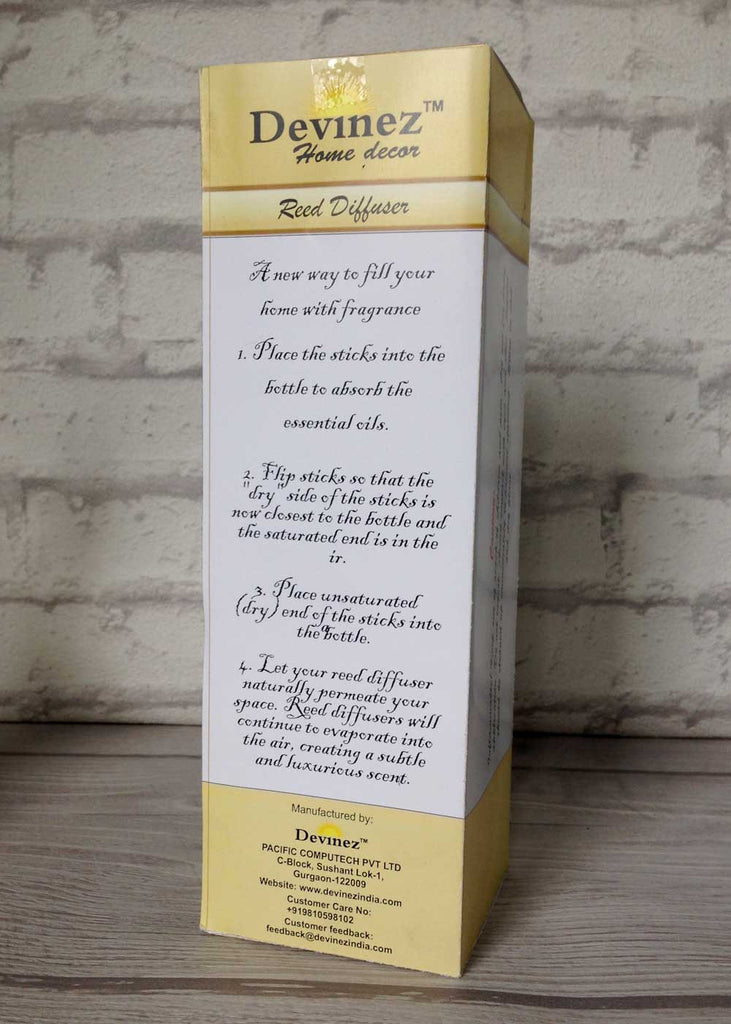 Devinez™
Home decor
Reed Diffuser
A new way to fill your
home with fragrance
1. Place the sticks into the
bottle to absorb the
essential oils.
2. Flip sticks so that the
"dry" side of the sticks is
now closest to the bottle and
the saturated end is in the
ir.
3. Place unsaturated
(dry) end of the sticks into
the bottle.
4. Let your reed diffuser
naturally permeate your
space. Reed diffusers will
continue to evaporate into
the air, creating a subtle
and luxurious scent.
Manufactured by:
Devinez™
PACIFIC COMPUTECH PVT LTD
C-Block, Sushant Lok-1,
Gurgaon-122009
Website: www.devinezindia.com
Customer Care No:
+919810598102
Customer feedback:
feedback@devinezindia.com